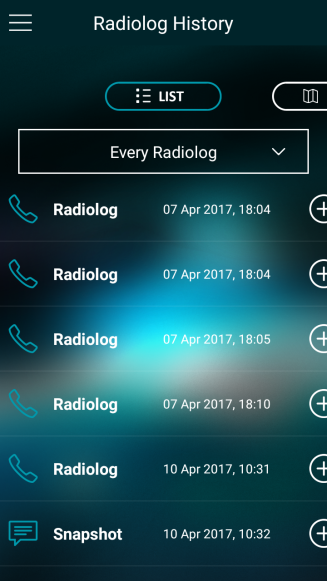 Radiolog History
LIST
Every Radiolog
Radiolog 07 Apr 2017, 18:04
Radiolog 07 Apr 2017, 18:04
Radiolog 07 Apr 2017, 18:05
Radiolog 07 Apr 2017, 18:10
Radiolog 10 Apr 2017, 10:31
Snapshot 10 Apr 2017, 10:32